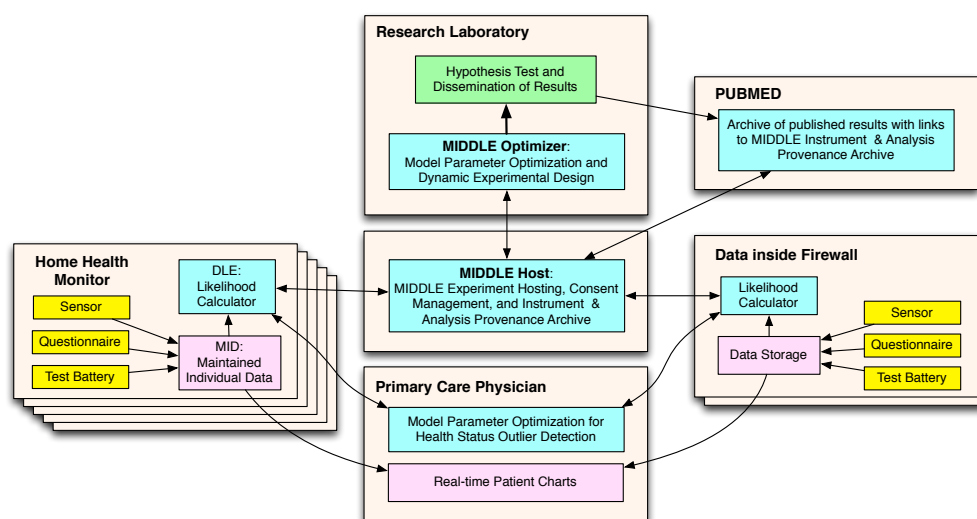 Research Laboratory
Hypothesis Test and
Dissemination of Results
MIDDLE Optimizer:
Model Parameter Optimization and
Dynamic Experimental Design
PUBMED
Archive of published results with links
to MIDDLE Instrument & Analysis
Provenance Archive
Home Health
Monitor
Sensor
Questionnaire
Test Battery
DLE:
Likelihood
Calculator
MID:
Maintained
Individual Data
MIDDLE Host:
MIDDLE Experiment Hosting, Consent
Management, and Instrument &
Analysis Provenance Archive
Data inside Firewall
Likelihood
Calculator
Data Storage
Sensor
Questionnaire
Test Battery
Primary Care Physician
Model Parameter Optimization for
Health Status Outlier Detection
Real-time Patient Charts